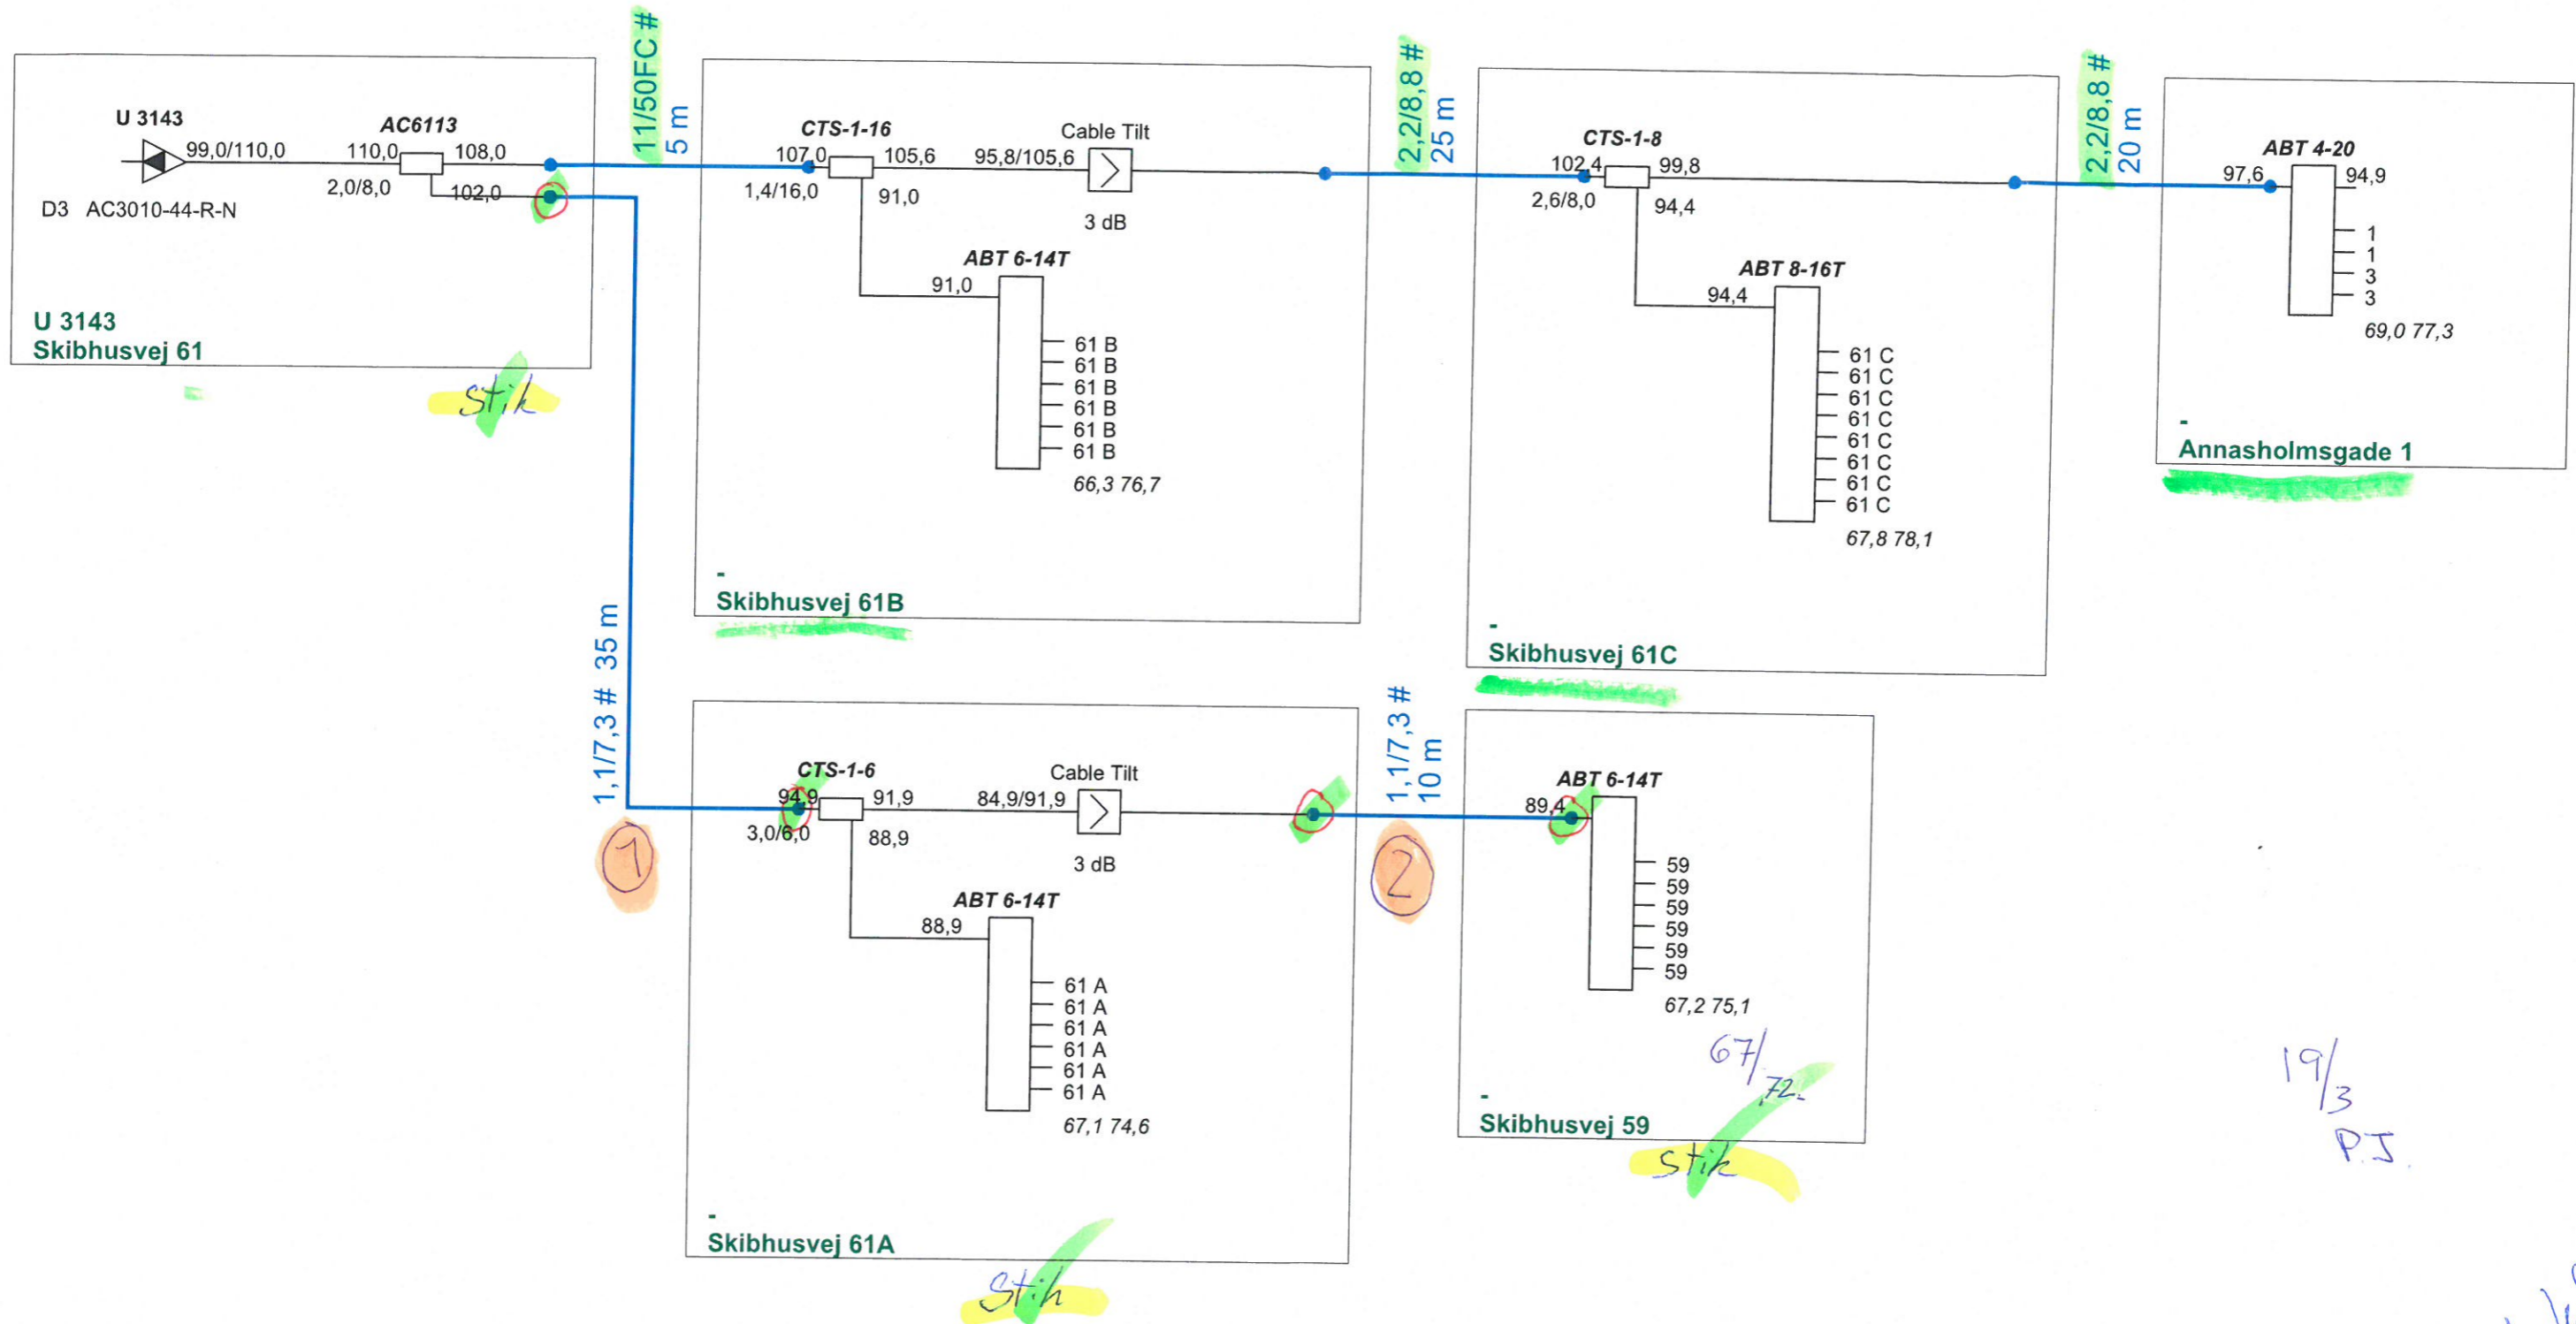 U 3143
99,0/110,0
AC6113
110,0
108,0
2,0/8,0
102,0
D3 AC3010-44-R-N
U 3143
Skibhusvej 61
stik
11/50FC #
5 m
CTS-1-16
107,0
105,6
1,4/16,0
91,0
95,8/105,6
Cable Tilt
3 dB
ABT 6-14T
91,0
61 B
61 B
61 B
61 B
61 B
61 B
66,3 76,7
-
Skibhusvej 61B
2,2/8,8 #
25 m
CTS-1-8
102,4
99,8
2,6/8,0
94,4
ABT 8-16T
94,4
61 C
61 C
61 C
61 C
61 C
61 C
61 C
61 C
67,8 78,1
-
Skibhusvej 61C
2,2/8,8 #
20 m
ABT 4-20
97,6
94,9
1
1
3
3
69,0 77,3
-
Annasholmsgade 1
1,1/7,3 # 35 m
1
CTS-1-6
94,9
91,9
3,0/6,0
88,9
84,9/91,9
Cable Tilt
3 dB
ABT 6-14T
88,9
61 A
61 A
61 A
61 A
61 A
61 A
67,1 74,6
-
Skibhusvej 61A
stik
1,1/7,3 #
10 m
2
ABT 6-14T
89,4
59
59
59
59
59
59
67,2 75,1
67/72
-
Skibhusvej 59
stik
19/3
P.J.